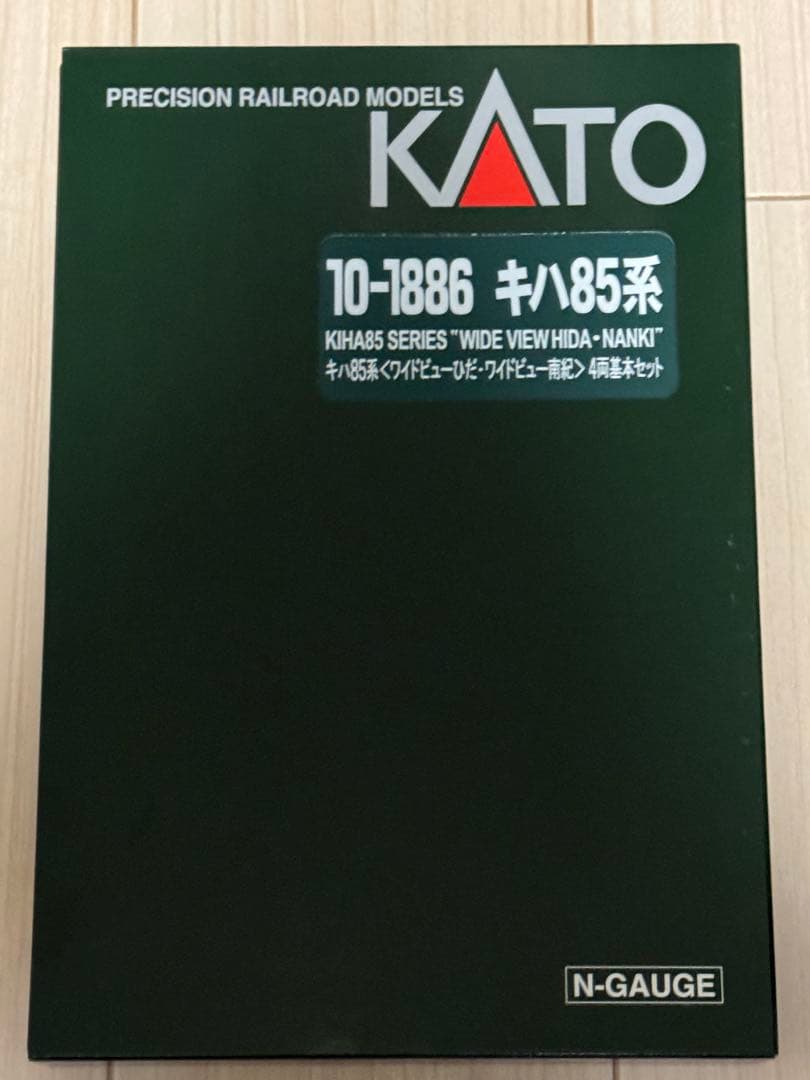 PRECISION RAILROAD MODELS
KATO
10-1886 キハ85系
KIHA85 SERIES "WIDE VIEW HIDA・NANKI"
キハ85系<ワイドビューひだ・ワイドビュー南紀> 4両基本セット
N-GAUGE